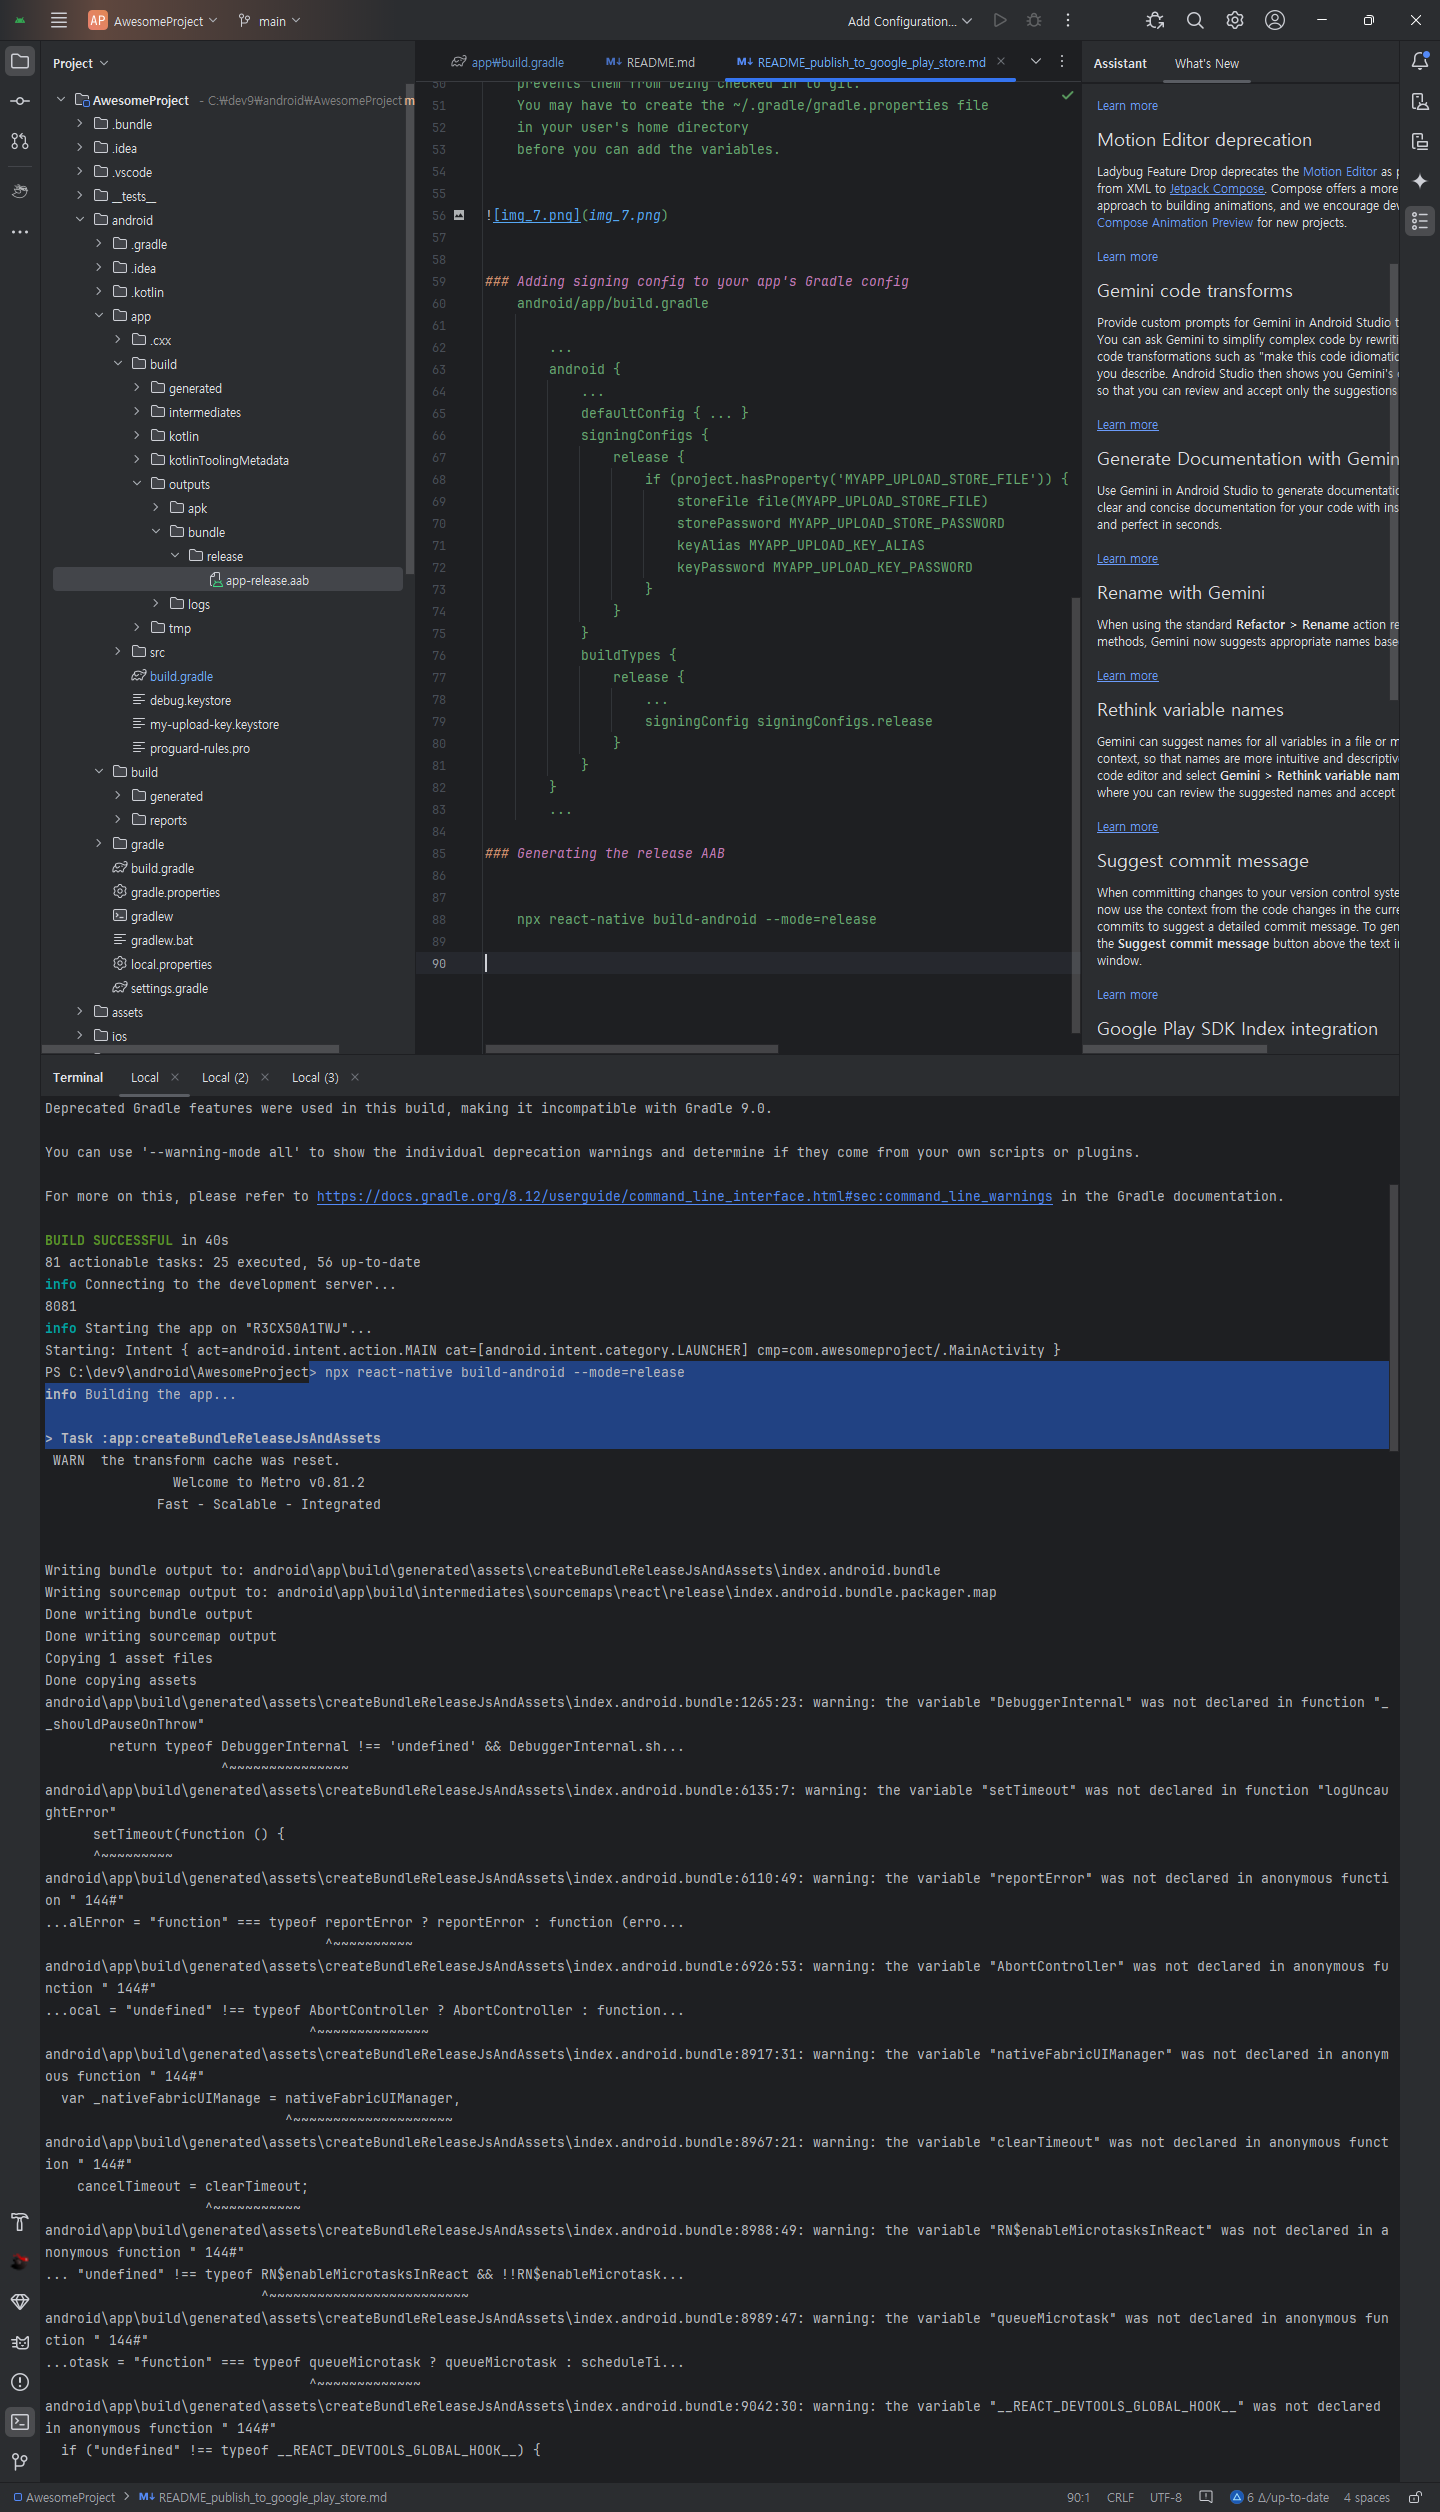 AP AwesomeProject main Add Configuration...
Project
AwesomeProject - C:₩dev9₩android₩AwesomeProject m
.bundle
.idea
.vscode
__tests__
android
.gradle
.idea
.kotlin
app
.cxx
build
generated
intermediates
kotlin
kotlinToolingMetadata
outputs
apk
bundle
release
app-release.aab
logs
tmp
src
build.gradle
debug.keystore
my-upload-key.keystore
proguard-rules.pro
build
generated
reports
gradle
build.gradle
gradle.properties
gradlew
gradlew.bat
local.properties
settings.gradle
assets
ios
app₩build.gradle M↓ README.md M↓ README_publish_to_google_play_store.md
50 prevents them from being checked in to git.
51 You may have to create the ~/.gradle/gradle.properties file
52 in your user's home directory
53 before you can add the variables.
54
55
56 ![img_7.png](img_7.png)
57
58
59 ### Adding signing config to your app's Gradle config
60 android/app/build.gradle
61
62 ...
63 android {
64 ...
65 defaultConfig { ... }
66 signingConfigs {
67 release {
68 if (project.hasProperty('MYAPP_UPLOAD_STORE_FILE')) {
69 storeFile file(MYAPP_UPLOAD_STORE_FILE)
70 storePassword MYAPP_UPLOAD_STORE_PASSWORD
71 keyAlias MYAPP_UPLOAD_KEY_ALIAS
72 keyPassword MYAPP_UPLOAD_KEY_PASSWORD
73 }
74 }
75 }
76 buildTypes {
77 release {
78 ...
79 signingConfig signingConfigs.release
80 }
81 }
82 }
83 ...
84
85 ### Generating the release AAB
86
87
88 npx react-native build-android --mode=release
89
90
Assistant What's New
Learn more
Motion Editor deprecation
Ladybug Feature Drop deprecates the Motion Editor as p
from XML to Jetpack Compose. Compose offers a more
approach to building animations, and we encourage dev
Compose Animation Preview for new projects.
Learn more
Gemini code transforms
Provide custom prompts for Gemini in Android Studio t
You can ask Gemini to simplify complex code by rewriti
code transformations such as "make this code idiomatic
you describe. Android Studio then shows you Gemini's
so that you can review and accept only the suggestions
Learn more
Generate Documentation with Gemin
Use Gemini in Android Studio to generate documentatio
clear and concise documentation for your code with ins
and perfect in seconds.
Learn more
Rename with Gemini
When using the standard Refactor > Rename action re
methods, Gemini now suggests appropriate names base
Learn more
Rethink variable names
Gemini can suggest names for all variables in a file or m
context, so that names are more intuitive and descriptiv
code editor and select Gemini > Rethink variable nam
where you can review the suggested names and accept
Learn more
Suggest commit message
When committing changes to your version control syste
now use the context from the code changes in the curre
commits to suggest a detailed commit message. To gen
the Suggest commit message button above the text in
window.
Learn more
Google Play SDK Index integration
Terminal Local Local (2) Local (3)
Deprecated Gradle features were used in this build, making it incompatible with Gradle 9.0.
You can use '--warning-mode all' to show the individual deprecation warnings and determine if they come from your own scripts or plugins.
For more on this, please refer to https://docs.gradle.org/8.12/userguide/command_line_interface.html#sec:command_line_warnings in the Gradle documentation.
BUILD SUCCESSFUL in 40s
81 actionable tasks: 25 executed, 56 up-to-date
info Connecting to the development server...
8081
info Starting the app on "R3CX50A1TWJ"...
Starting: Intent { act=android.intent.action.MAIN cat=[android.intent.category.LAUNCHER] cmp=com.awesomeproject/.MainActivity }
PS C:\dev9\android\AwesomeProject> npx react-native build-android --mode=release
info Building the app...
> Task :app:createBundleReleaseJsAndAssets
WARN the transform cache was reset.
Welcome to Metro v0.81.2
Fast - Scalable - Integrated
Writing bundle output to: android\app\build\generated\assets\createBundleReleaseJsAndAssets\index.android.bundle
Writing sourcemap output to: android\app\build\intermediates\sourcemaps\react\release\index.android.bundle.packager.map
Done writing bundle output
Done writing sourcemap output
Copying 1 asset files
Done copying assets
android\app\build\generated\assets\createBundleReleaseJsAndAssets\index.android.bundle:1265:23: warning: the variable "DebuggerInternal" was not declared in function "_
_shouldPauseOnThrow"
return typeof DebuggerInternal !== 'undefined' && DebuggerInternal.sh...
^~~~~~~~~~~~~~~~
android\app\build\generated\assets\createBundleReleaseJsAndAssets\index.android.bundle:6135:7: warning: the variable "setTimeout" was not declared in function "logUncau
ghtError"
setTimeout(function () {
^~~~~~~~~~
android\app\build\generated\assets\createBundleReleaseJsAndAssets\index.android.bundle:6110:49: warning: the variable "reportError" was not declared in anonymous functi
on " 144#"
...alError = "function" === typeof reportError ? reportError : function (erro...
^~~~~~~~~~~
android\app\build\generated\assets\createBundleReleaseJsAndAssets\index.android.bundle:6926:53: warning: the variable "AbortController" was not declared in anonymous fu
nction " 144#"
...ocal = "undefined" !== typeof AbortController ? AbortController : function...
^~~~~~~~~~~~~~~
android\app\build\generated\assets\createBundleReleaseJsAndAssets\index.android.bundle:8917:31: warning: the variable "nativeFabricUIManager" was not declared in anonym
ous function " 144#"
var _nativeFabricUIManage = nativeFabricUIManager,
^~~~~~~~~~~~~~~~~~~~~
android\app\build\generated\assets\createBundleReleaseJsAndAssets\index.android.bundle:8967:21: warning: the variable "clearTimeout" was not declared in anonymous funct
ion " 144#"
cancelTimeout = clearTimeout;
^~~~~~~~~~~~
android\app\build\generated\assets\createBundleReleaseJsAndAssets\index.android.bundle:8988:49: warning: the variable "RN$enableMicrotasksInReact" was not declared in a
nonymous function " 144#"
... "undefined" !== typeof RN$enableMicrotasksInReact && !!RN$enableMicrotask...
^~~~~~~~~~~~~~~~~~~~~~~~~~
android\app\build\generated\assets\createBundleReleaseJsAndAssets\index.android.bundle:8989:47: warning: the variable "queueMicrotask" was not declared in anonymous fun
ction " 144#"
...otask = "function" === typeof queueMicrotask ? queueMicrotask : scheduleTi...
^~~~~~~~~~~~~~
android\app\build\generated\assets\createBundleReleaseJsAndAssets\index.android.bundle:9042:30: warning: the variable "__REACT_DEVTOOLS_GLOBAL_HOOK__" was not declared
in anonymous function " 144#"
if ("undefined" !== typeof __REACT_DEVTOOLS_GLOBAL_HOOK__) {
AwesomeProject > M↓ README_publish_to_google_play_store.md 90:1 CRLF UTF-8 6 Δ/up-to-date 4 spaces